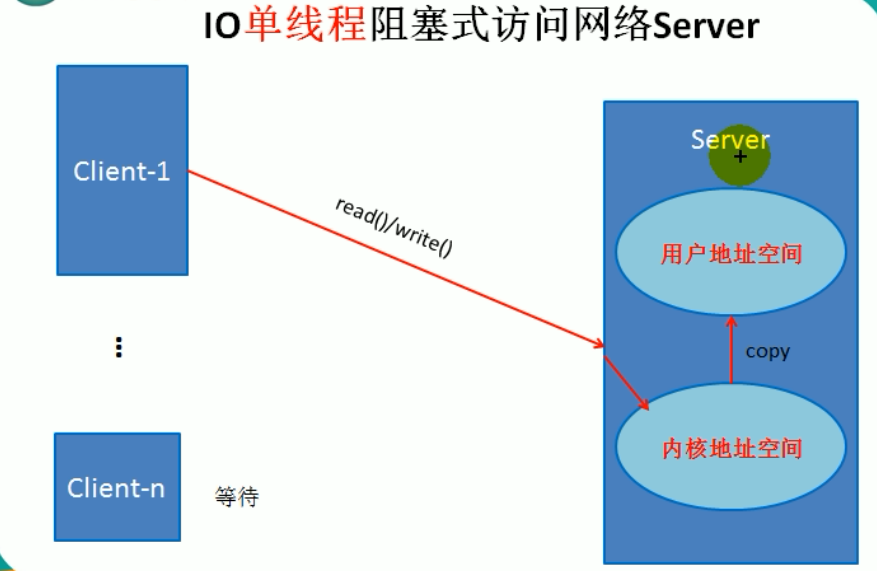 IO单线程阻塞式访问网络Server
Client-1
read()/write()
Server
用户地址空间
copy
内核地址空间
Client-n
等待